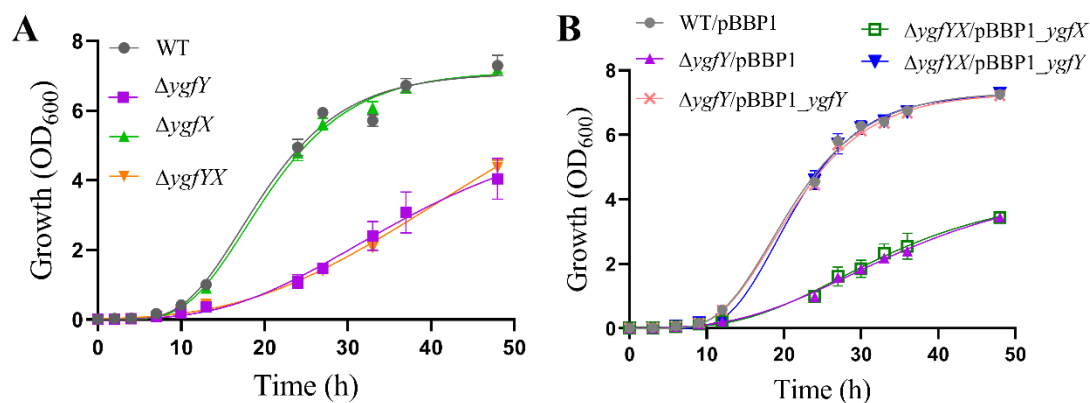 A
WT
ΔygfY
ΔygfX
ΔygfYX
Growth (OD600)
8
6
4
2
0
0 10 20 30 40 50
Time (h)
B
WT/pBBP1
ΔygfY/pBBP1
ΔygfY/pBBP1_ygfY
ΔygfYX/pBBP1_ygfX
ΔygfYX/pBBP1_ygfY
Growth (OD600)
8
6
4
2
0
0 10 20 30 40 50
Time (h)